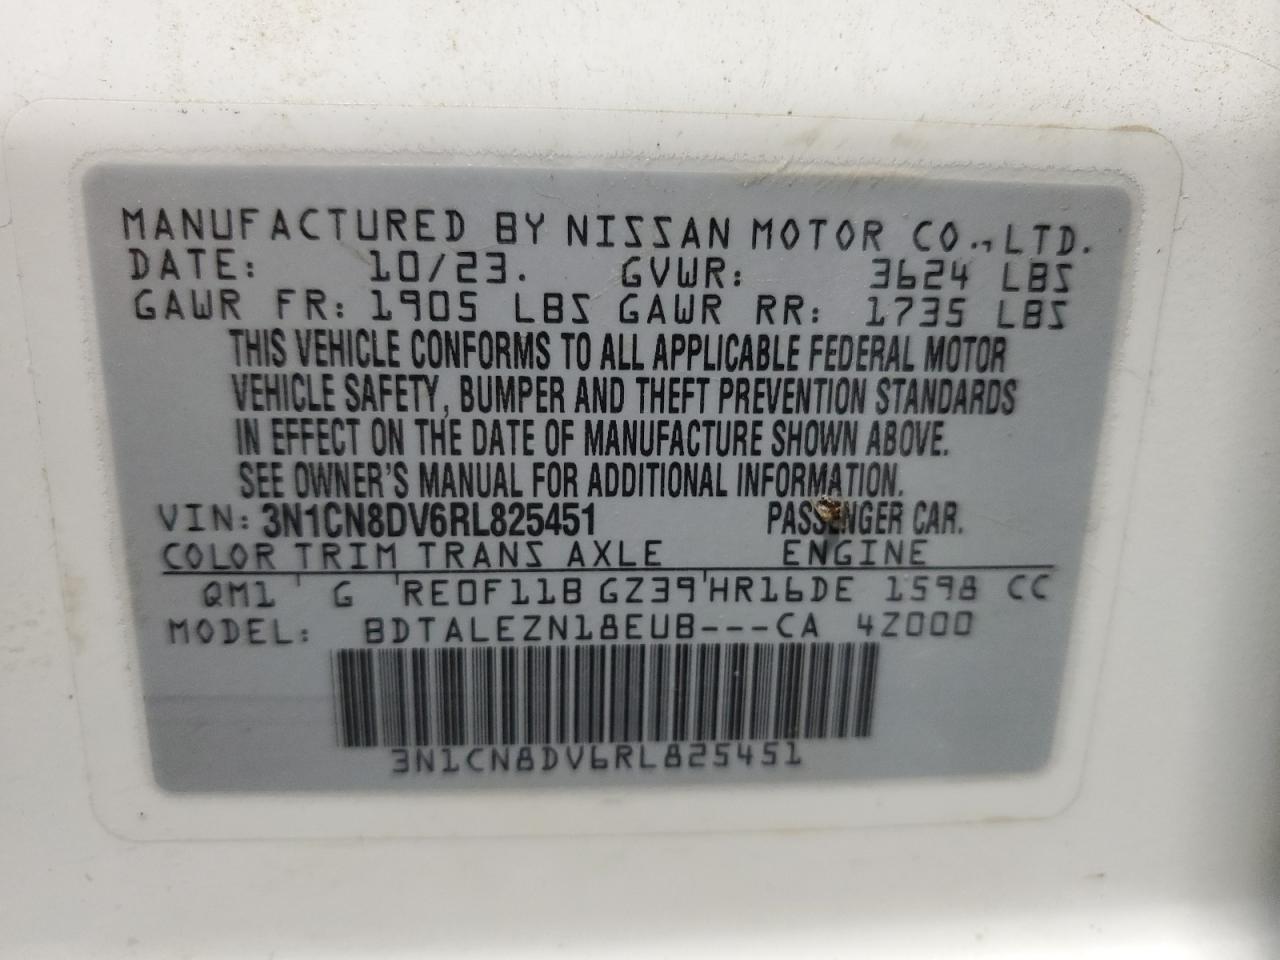 MANUFACTURED BY NISSAN MOTOR CO., LTD.
DATE: 10/23. GVWR: 3624 LBS
GAWR FR: 1905 LBS GAWR RR: 1735 LBS
THIS VEHICLE CONFORMS TO ALL APPLICABLE FEDERAL MOTOR
VEHICLE SAFETY, BUMPER AND THEFT PREVENTION STANDARDS
IN EFFECT ON THE DATE OF MANUFACTURE SHOWN ABOVE.
SEE OWNER'S MANUAL FOR ADDITIONAL INFORMATION.
VIN: 3N1CN8DV6RL825451 PASSENGER CAR.
COLOR TRIM TRANS AXLE ENGINE
QM1 ' G 'RE0F11B GZ39'HR16DE 1598 CC
MODEL: BDTALEZN18EUB---CA 4Z000
3N1CN8DV6RL825451